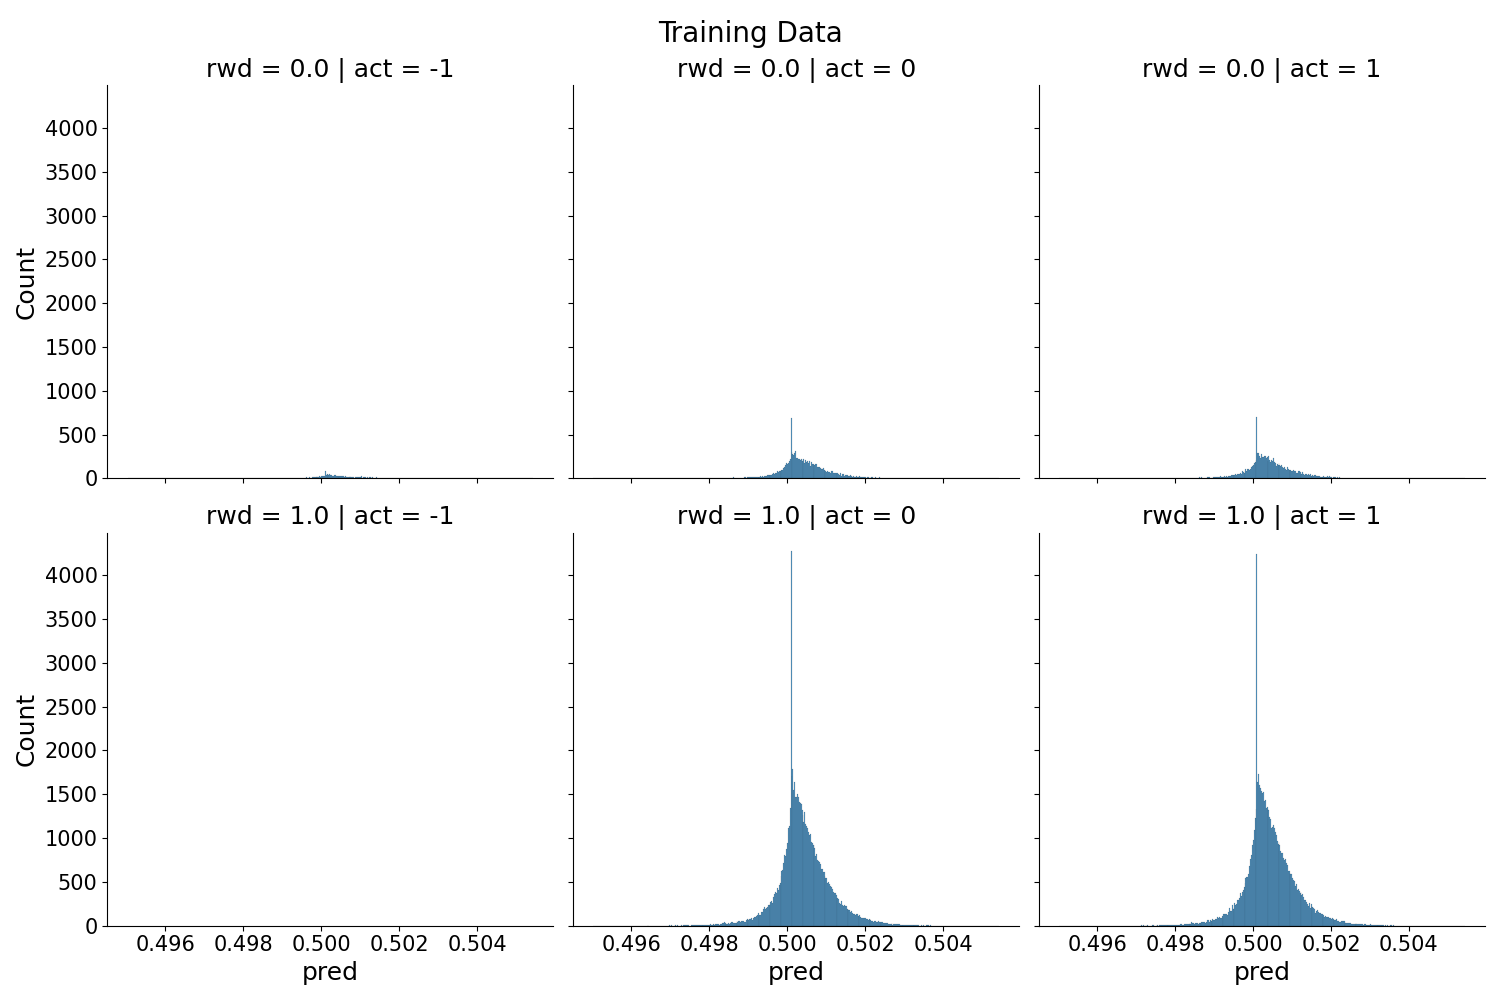 Training Data
rwd = 0.0 | act = -1
rwd = 0.0 | act = 0
rwd = 0.0 | act = 1
4000
3500
3000
2500
2000
1500
1000
500
0
Count
rwd = 1.0 | act = -1
rwd = 1.0 | act = 0
rwd = 1.0 | act = 1
4000
3500
3000
2500
2000
1500
1000
500
0
Count
0.496 0.498 0.500 0.502 0.504
0.496 0.498 0.500 0.502 0.504
0.496 0.498 0.500 0.502 0.504
pred
pred
pred